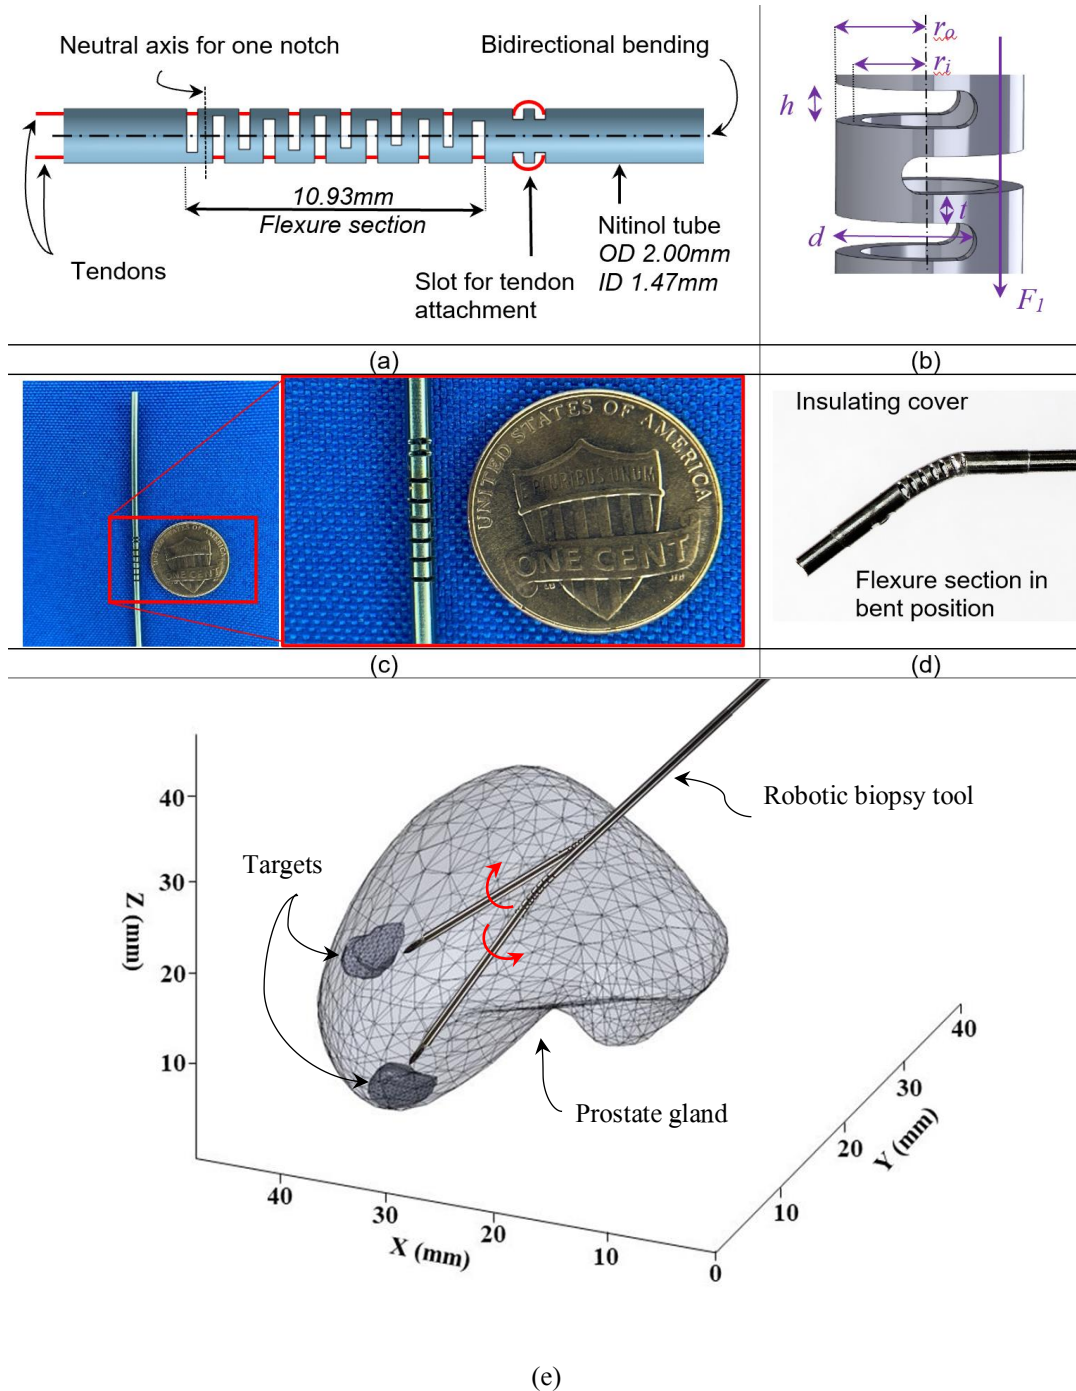 Neutral axis for one notch
Bidirectional bending
10.93mm
Flexure section
Tendons
Slot for tendon
attachment
Nitinol tube
OD 2.00mm
ID 1.47mm
(a)
rₒ
rᵢ
h
t
d
F₁
(b)
UNITED STATES OF AMERICA
E PLURIBUS UNUM
ONE CENT
(c)
Insulating cover
Flexure section in
bent position
(d)
Robotic biopsy tool
Targets
Prostate gland
Z (mm)
40
30
20
10
X (mm)
40
30
20
10
0
Y (mm)
10
20
30
40
(e)